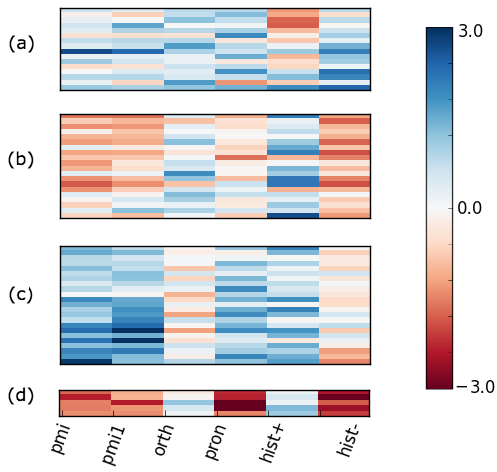 (a)
3.0
(b)
0.0
(c)
(d)
−3.0
pmi
pmi1
orth
pron
hist+
hist-